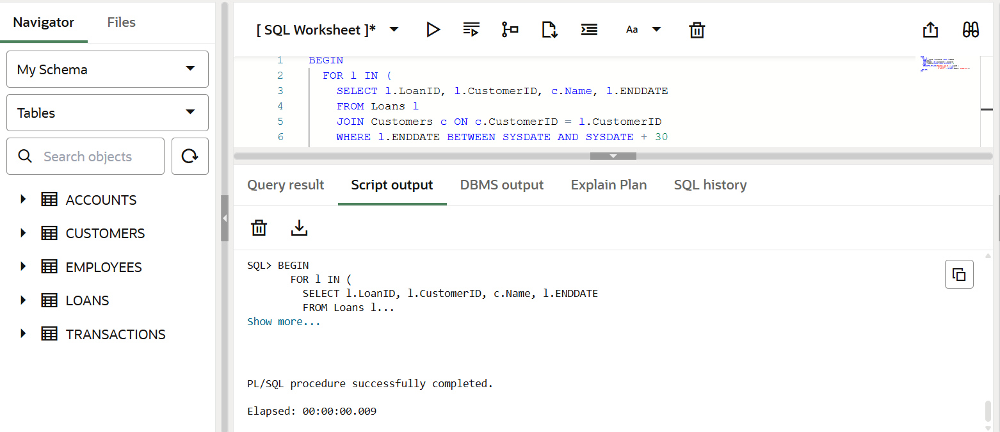 Navigator Files
My Schema
Tables
Search objects
ACCOUNTS
CUSTOMERS
EMPLOYEES
LOANS
TRANSACTIONS
[ SQL Worksheet ]* Aa
1 BEGIN
2 FOR l IN (
3 SELECT l.LoanID, l.CustomerID, c.Name, l.ENDDATE
4 FROM Loans l
5 JOIN Customers c ON c.CustomerID = l.CustomerID
6 WHERE l.ENDDATE BETWEEN SYSDATE AND SYSDATE + 30
Query result Script output DBMS output Explain Plan SQL history
SQL> BEGIN
FOR l IN (
SELECT l.LoanID, l.CustomerID, c.Name, l.ENDDATE
FROM Loans l...
Show more...
PL/SQL procedure successfully completed.
Elapsed: 00:00:00.009